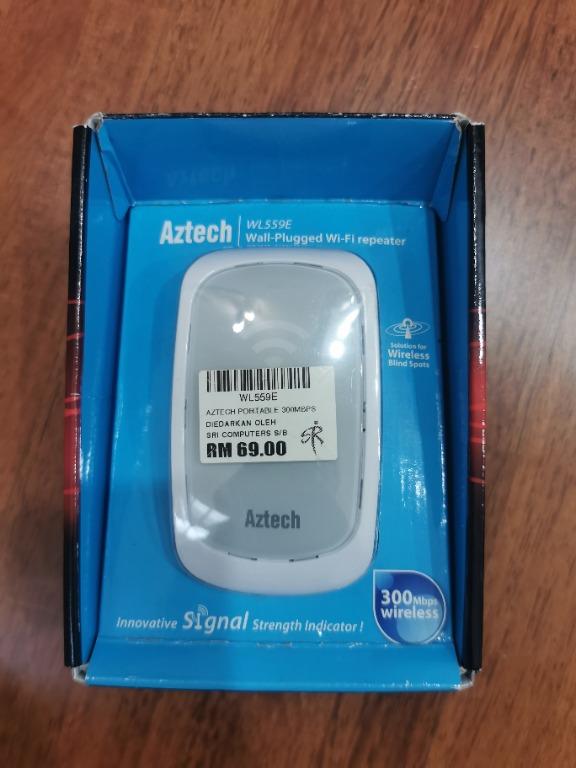 Aztech
WL559E
Wall-Plugged Wi-Fi repeater
Solution for
Wireless
Blind Spots
WL559E
AZTECH PORTABLE 300MBPS
DIEDARKAN OLEH
SRI COMPUTERS S/B
RM 69.00
Aztech
300Mbps
wireless
Innovative Signal Strength Indicator !